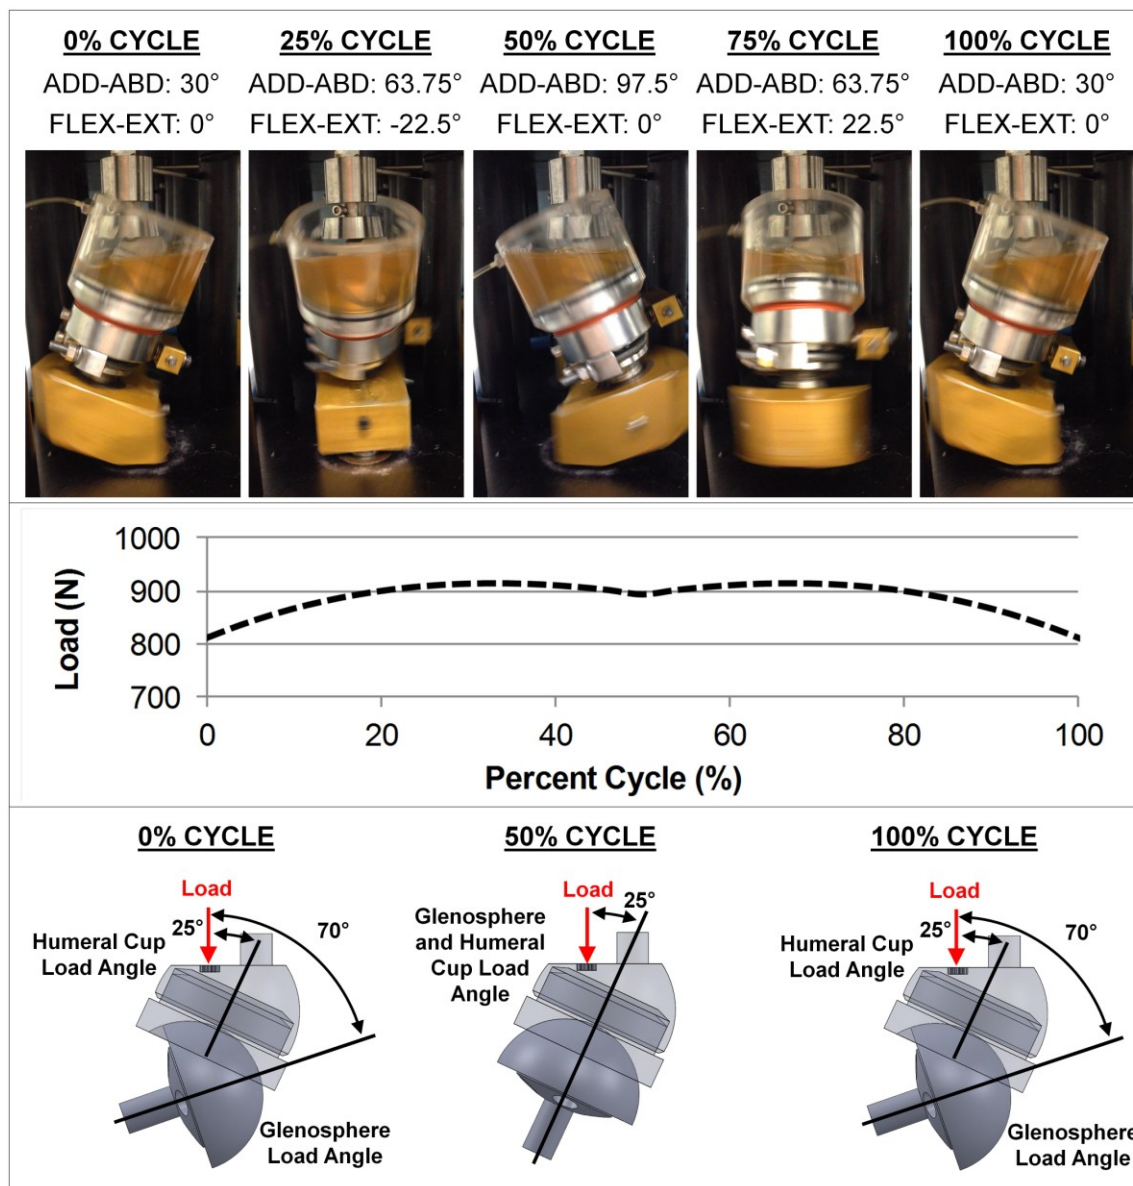 0% CYCLE
ADD-ABD: 30°
FLEX-EXT: 0°
25% CYCLE
ADD-ABD: 63.75°
FLEX-EXT: -22.5°
50% CYCLE
ADD-ABD: 97.5°
FLEX-EXT: 0°
75% CYCLE
ADD-ABD: 63.75°
FLEX-EXT: 22.5°
100% CYCLE
ADD-ABD: 30°
FLEX-EXT: 0°
Load (N)
1000
900
800
700
0
20
40
60
80
100
Percent Cycle (%)
0% CYCLE
Load
25°
70°
Humeral Cup
Load Angle
Glenosphere
Load Angle
50% CYCLE
Load
25°
Glenosphere
and Humeral
Cup Load
Angle
100% CYCLE
Load
25°
70°
Humeral Cup
Load Angle
Glenosphere
Load Angle